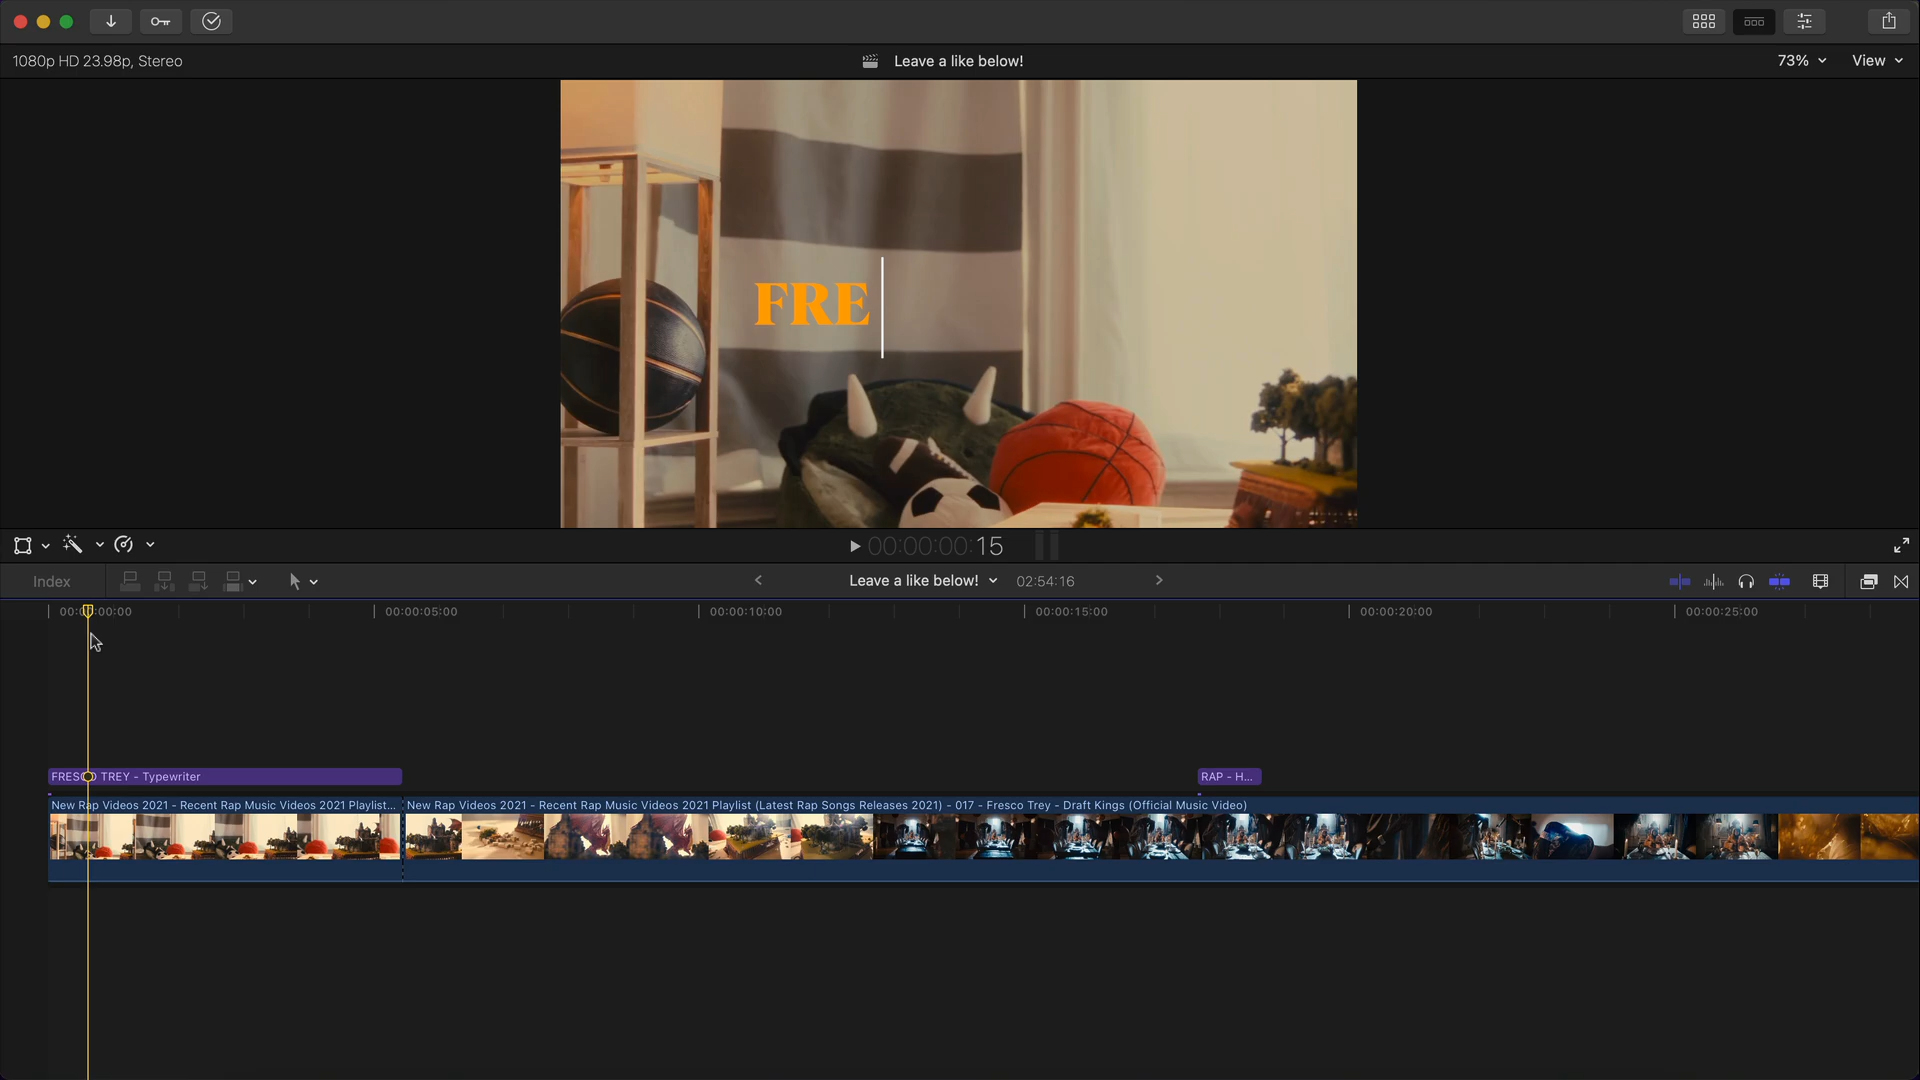 1080p HD 23.98p, Stereo
Leave a like below!
73%
View
FRE
00:00:00:15
Index
Leave a like below!
02:54:16
00:00:00:00
00:00:05:00
00:00:10:00
00:00:15:00
00:00:20:00
00:00:25:00
FRESCO TREY - Typewriter
RAP - H...
New Rap Videos 2021 - Recent Rap Music Videos 2021 Playlist...
New Rap Videos 2021 - Recent Rap Music Videos 2021 Playlist (Latest Rap Songs Releases 2021) - 017 - Fresco Trey - Draft Kings (Official Music Video)